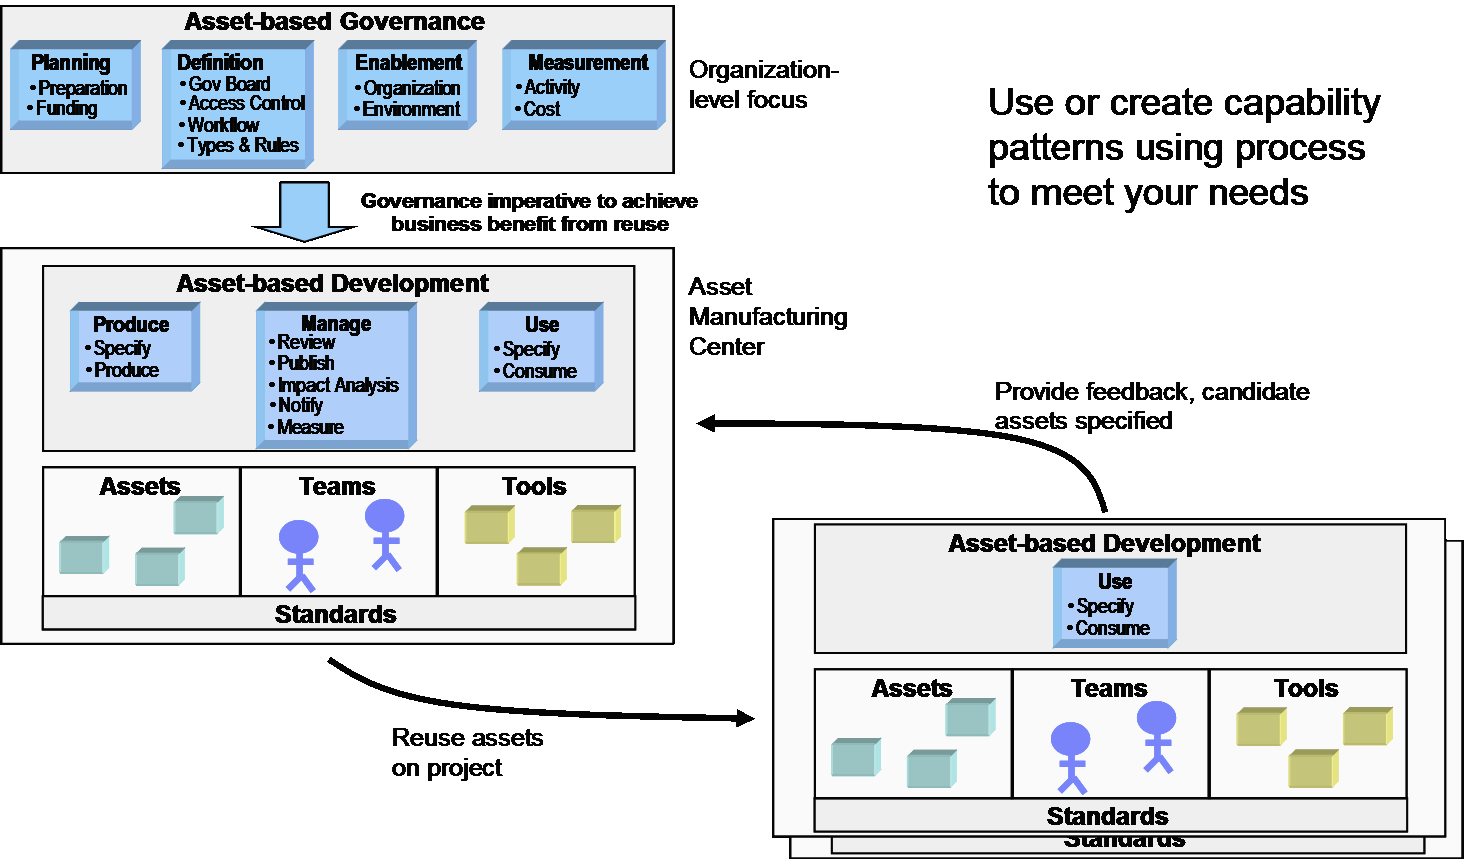 Asset-based Governance
Planning
• Preparation
• Funding
Definition
• Gov Board
• Access Control
• Workflow
• Types & Rules
Enablement
• Organization
• Environment
Measurement
• Activity
• Cost
Organization-
level focus
Use or create capability
patterns using process
to meet your needs
Governance imperative to achieve
business benefit from reuse
Asset-based Development
Produce
• Specify
• Produce
Manage
• Review
• Publish
• Impact Analysis
• Notify
• Measure
Use
• Specify
• Consume
Asset
Manufacturing
Center
Assets
Teams
Tools
Standards
Provide feedback, candidate
assets specified
Reuse assets
on project
Asset-based Development
Use
• Specify
• Consume
Assets
Teams
Tools
Standards
Standards